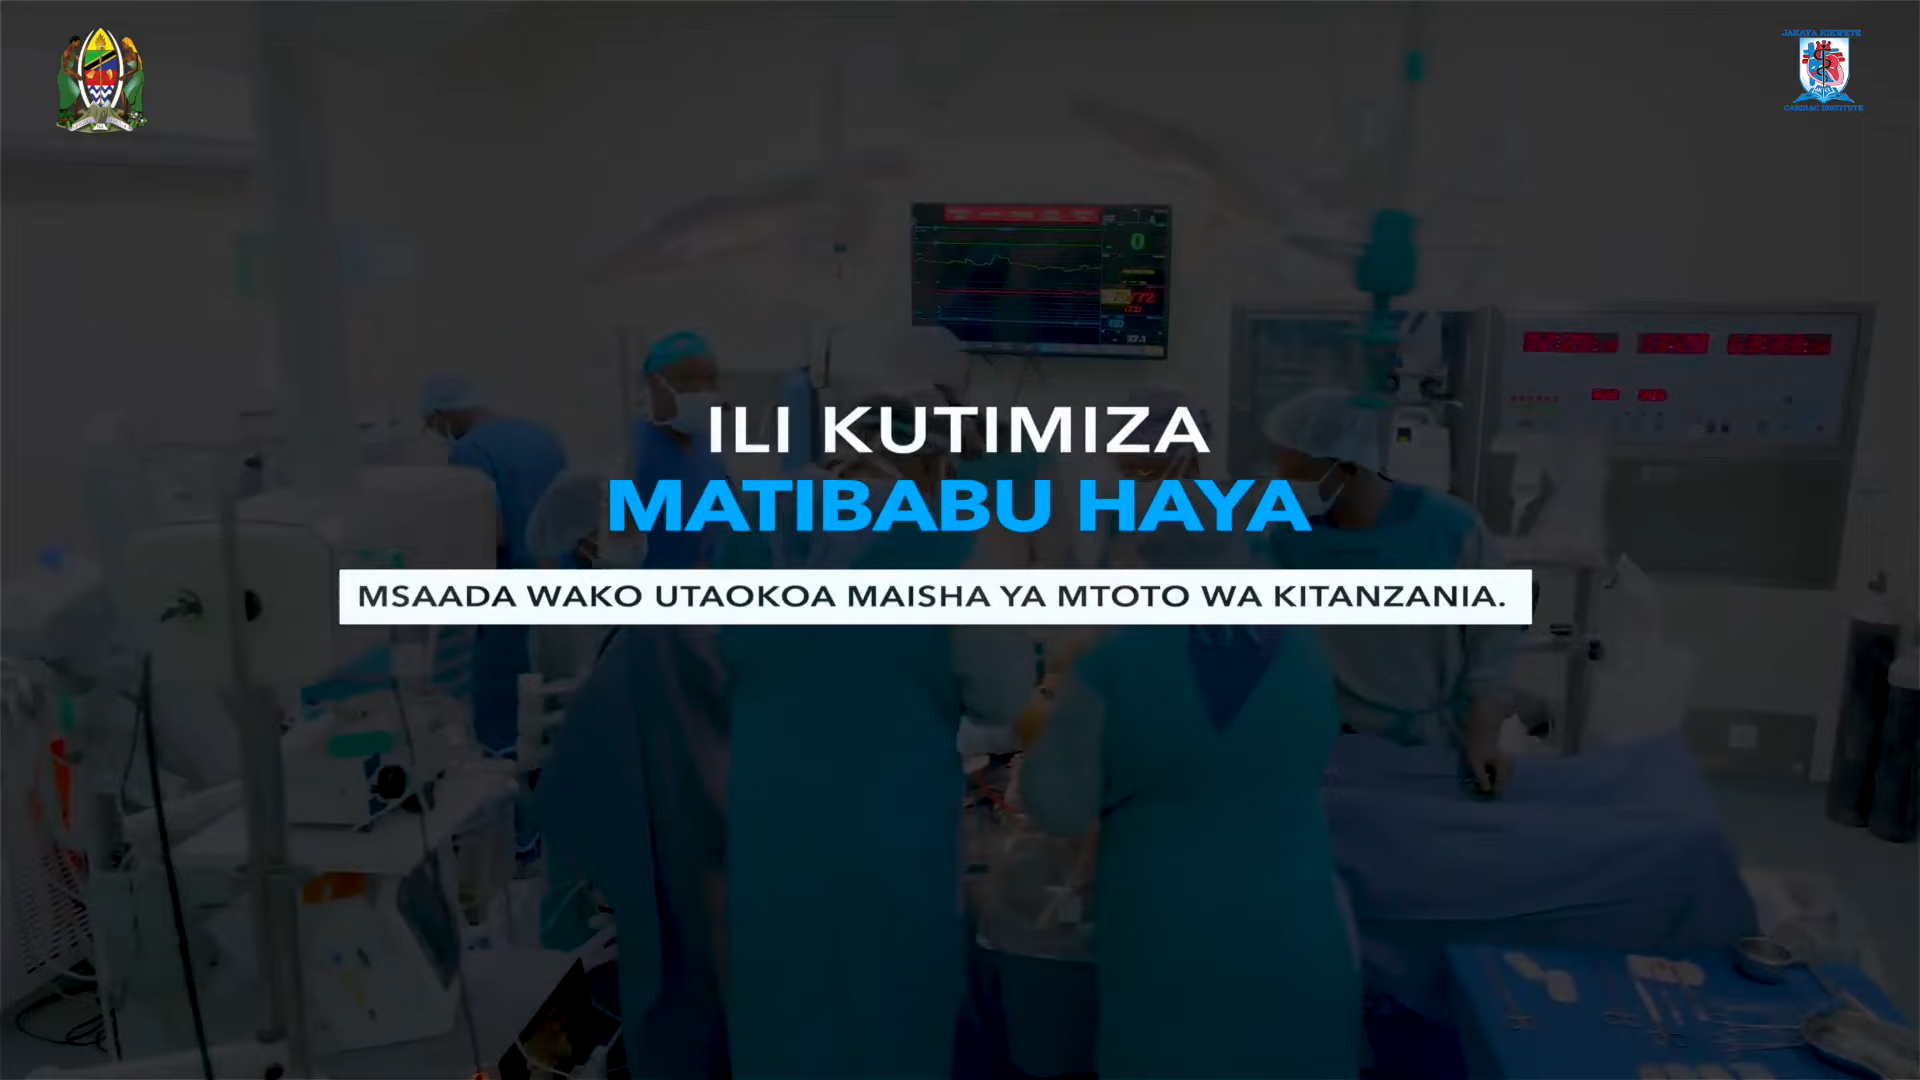 JAKAYA KIKWETE
CARDIAC INSTITUTE
ILI KUTIMIZA
MATIBABU HAYA
MSAADA WAKO UTAOKOA MAISHA YA MTOTO WA KITANZANIA.